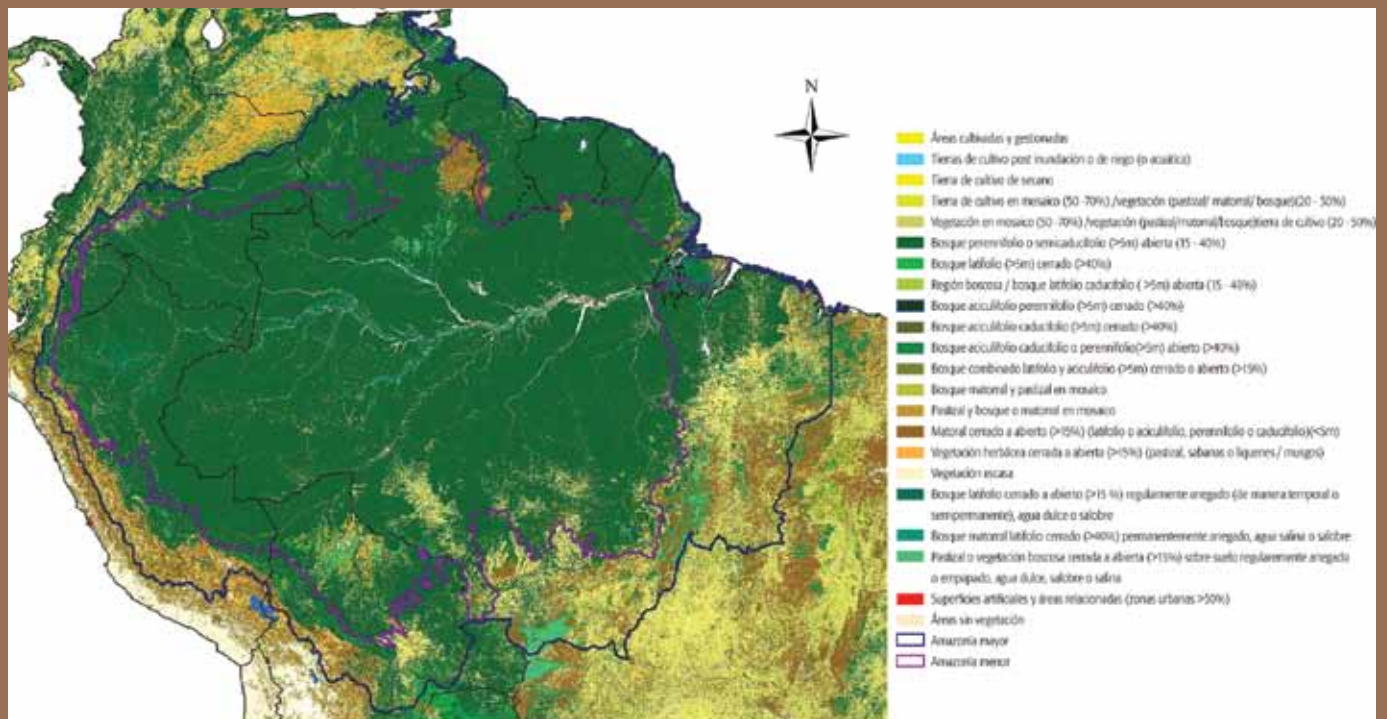 N
Áreas cultivadas y gestionadas
Tierras de cultivo post inundación o de riego (o acuática)
Tierra de cultivo de secano
Tierra de cultivo en mosaico (50 -70%) /vegetación (pastizal/ matorral/ bosque)(20 - 50%)
Vegetación en mosaico (50 -70%) /vegetación (pastizal/matorral/bosque)tierra de cultivo (20 - 50%)
Bosque perennifolio o semicaducifolio (>5m) abierta (15 - 40%)
Bosque latifolio (>5m) cerrado (>40%)
Región boscosa / bosque latifolio caducifolio ( >5m) abierta (15 - 40%)
Bosque aciculifolio perennifolio (>5m) cerrado (>40%)
Bosque aciculifolio caducifolio (>5m) cerrado (>40%)
Bosque aciculifolio caducifolio o perennifolio(>5m) abierto (>40%)
Bosque combinado latifolio y aciculifolio (>5m) cerrado o abierto (>15%)
Bosque matorral y pastizal en mosaico
Pastizal y bosque o matorral en mosaico
Matorral cerrado a abierto (>15%) (latifolio o aciculifolio, perennifolio o caducifolio)(<5m)
Vegetación herbácea cerrada a abierta (>15%) (pastizal, sabanas o líquenes / musgos)
Vegetación escasa
Bosque latifolio cerrado a abierto (>15 %) regularmente anegado (de manera temporal o
sempermanente), agua dulce o salobre
Bosque matorral latifolio cerrado (>40%) permanentemente anegado, agua salina o salobre
Pastizal o vegetación boscosa cerrada a abierta (>15%) sobre suelo regularmente anegada
o empapado, agua dulce, salobre o salina
Superficies artificiales y áreas relacionadas (zonas urbanas >50%)
Áreas sin vegetación
Amazonía mayor
Amazonía menor